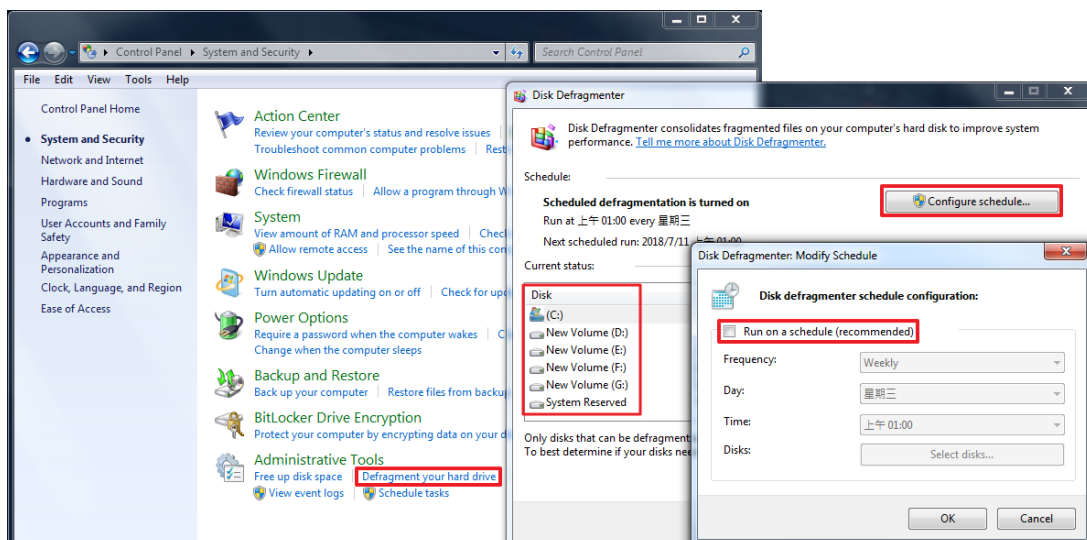 Control Panel ▸ System and Security ▸
Search Control Panel
File Edit View Tools Help
Control Panel Home
System and Security
Network and Internet
Hardware and Sound
Programs
User Accounts and Family
Safety
Appearance and
Personalization
Clock, Language, and Region
Ease of Access
Action Center
Review your computer's status and resolve issues
Troubleshoot common computer problems
Windows Firewall
Check firewall status Allow a program through
System
View amount of RAM and processor speed
Allow remote access See the name of this
Windows Update
Turn automatic updating on or off Check for
Power Options
Require a password when the computer wakes
Change when the computer sleeps
Backup and Restore
Back up your computer Restore files from
BitLocker Drive Encryption
Protect your computer by encrypting data on your
Administrative Tools
Free up disk space Defragment your hard drive
View event logs Schedule tasks
Disk Defragmenter
Disk Defragmenter consolidates fragmented files on your computer's hard disk to improve system
performance. Tell me more about Disk Defragmenter.
Schedule:
Scheduled defragmentation is turned on
Configure schedule...
Run at 上午 01:00 every 星期三
Next scheduled run: 2018/7/11 上午 01:00
Current status:
Disk
(C:)
New Volume (D:)
New Volume (E:)
New Volume (F:)
New Volume (G:)
System Reserved
Only disks that can be defragment
To best determine if your disks
Disk Defragmenter: Modify Schedule
Disk defragmenter schedule configuration:
Run on a schedule (recommended)
Frequency: Weekly
Day: 星期三
Time: 上午 01:00
Disks: Select disks...
OK Cancel